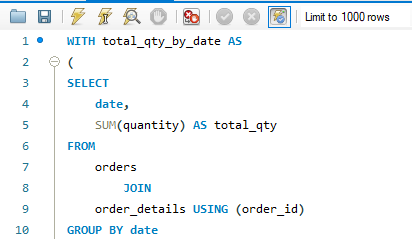 Limit to 1000 rows
1 WITH total_qty_by_date AS
2 (
3 SELECT
4 date,
5 SUM(quantity) AS total_qty
6 FROM
7 orders
8 JOIN
9 order_details USING (order_id)
10 GROUP BY date